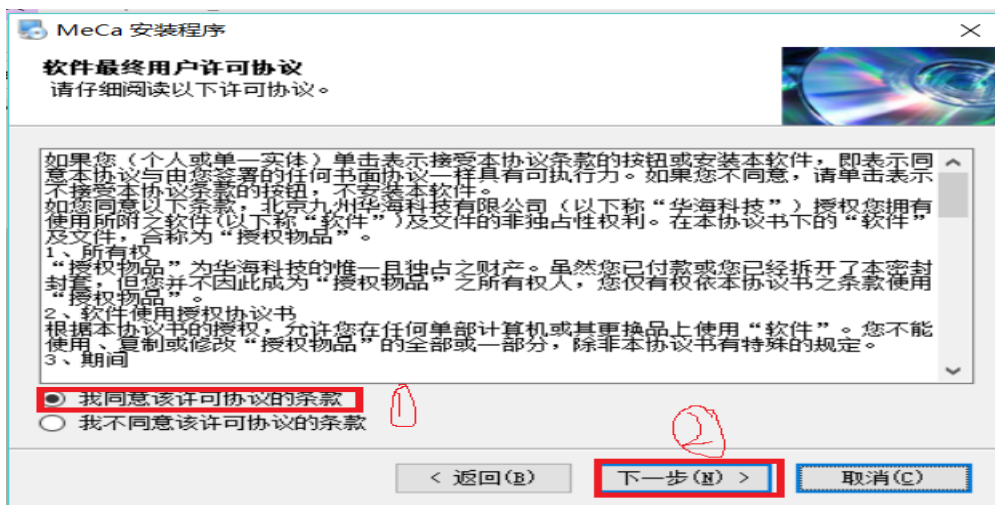 MeCa 安装程序
软件最终用户许可协议
请仔细阅读以下许可协议。
如果您（个人或单一实体）单击表示接受本协议条款的按钮或安装本软件，即表示同
意本协议与由您签署的任何书面协议一样具有可执行力。如果您不同意，请单击表示
不接受本协议条款的按钮，不安装本软件。
如您同意以下条款，北京九州华海科技有限公司（以下称“华海科技”）授权您拥有
使用所附之软件(以下称“软件”)及文件的非独占性权利。在本协议书下的“软件”
及文件，合称为“授权物品”。
1、所有权
“授权物品”为华海科技的惟一且独占之财产。虽然您已付款或您已经拆开了本密封
封套，但您并不因此成为“授权物品”之所有权人，您仅有权依本协议书之条款使用
“授权物品”。
2、软件使用授权协议书
根据本协议书的授权，允许您在任何单部计算机或其更换品上使用“软件”。您不能
使用、复制或修改“授权物品”的全部或一部分，除非本协议书有特殊的规定。
3、期间
我同意该许可协议的条款
1
我不同意该许可协议的条款
2
< 返回(B)
下一步(N) >
取消(C)